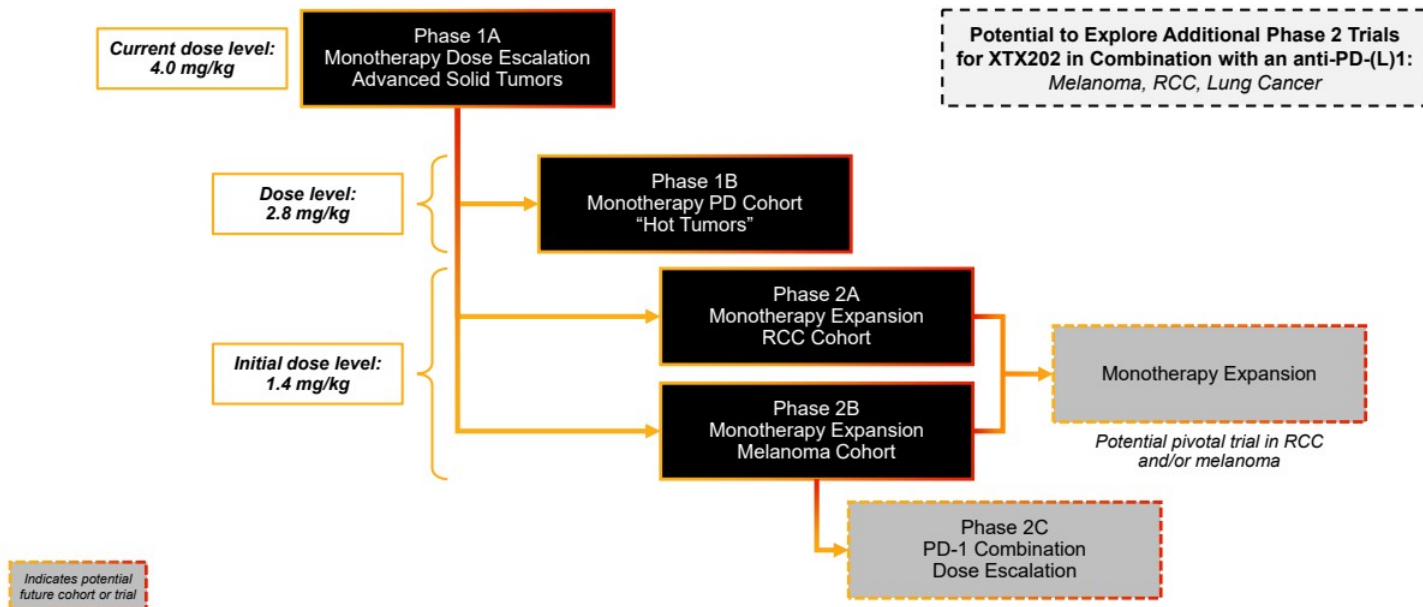 Current dose level:
4.0 mg/kg
Phase 1A
Monotherapy Dose Escalation
Advanced Solid Tumors
Potential to Explore Additional Phase 2 Trials
for XTX202 in Combination with an anti-PD-(L)1:
Melanoma, RCC, Lung Cancer
Dose level:
2.8 mg/kg
Phase 1B
Monotherapy PD Cohort
“Hot Tumors”
Initial dose level:
1.4 mg/kg
Phase 2A
Monotherapy Expansion
RCC Cohort
Phase 2B
Monotherapy Expansion
Melanoma Cohort
Monotherapy Expansion
Potential pivotal trial in RCC
and/or melanoma
Phase 2C
PD-1 Combination
Dose Escalation
Indicates potential
future cohort or trial